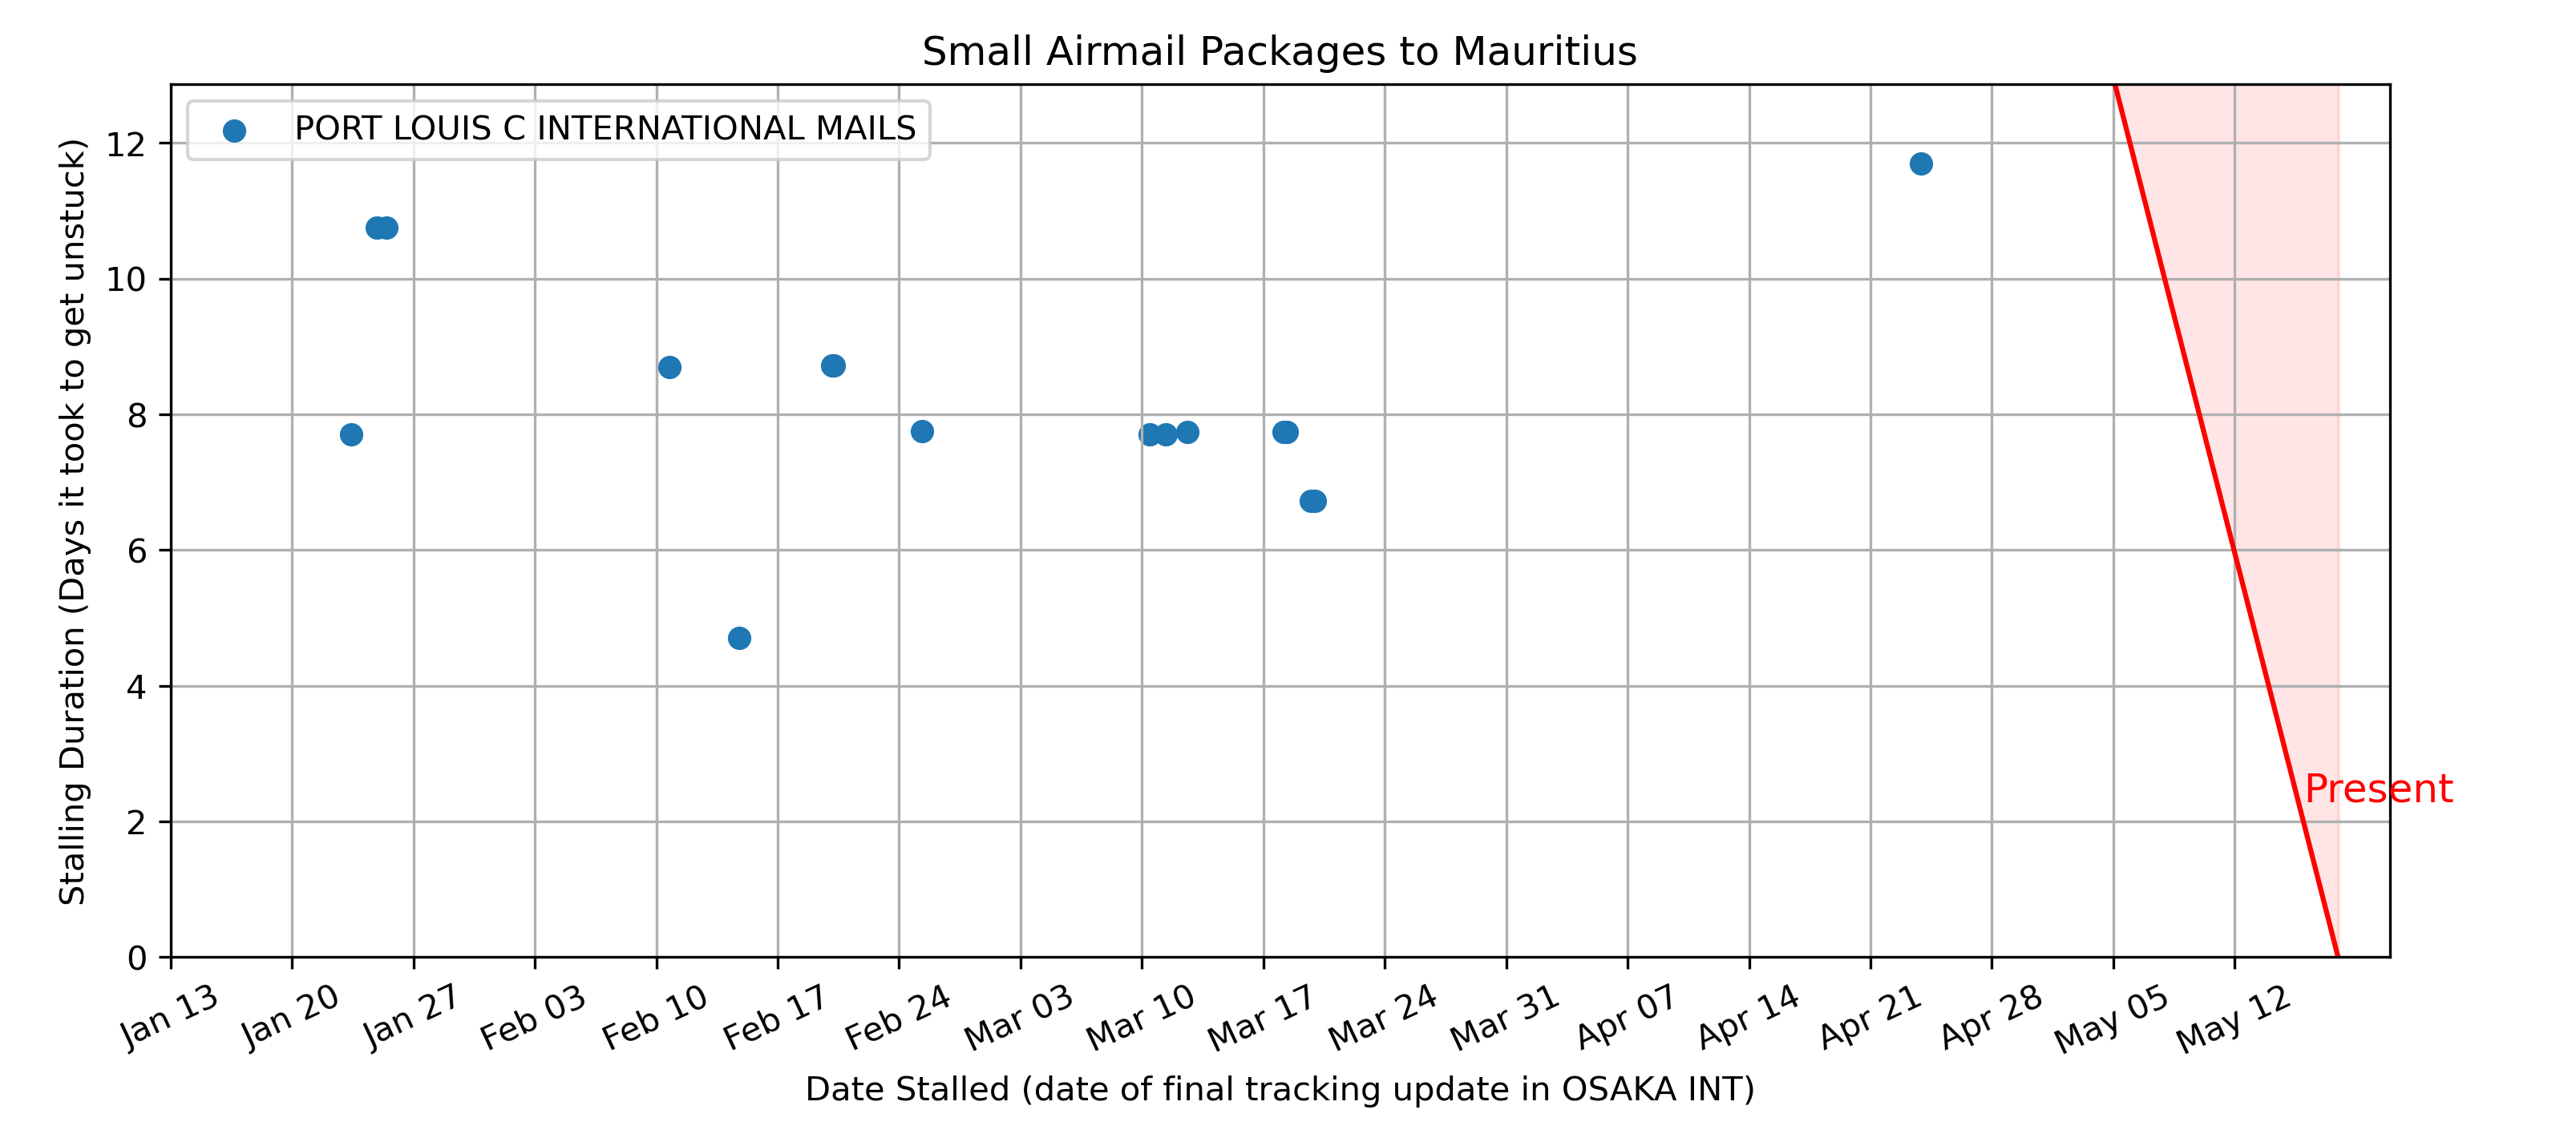 Small Airmail Packages to Mauritius
PORT LOUIS C INTERNATIONAL MAILS
Stalling Duration (Days it took to get unstuck)
12
10
8
6
4
2
0
Present
Jan 13
Jan 20
Jan 27
Feb 03
Feb 10
Feb 17
Feb 24
Mar 03
Mar 10
Mar 17
Mar 24
Mar 31
Apr 07
Apr 14
Apr 21
Apr 28
May 05
May 12
Date Stalled (date of final tracking update in OSAKA INT)